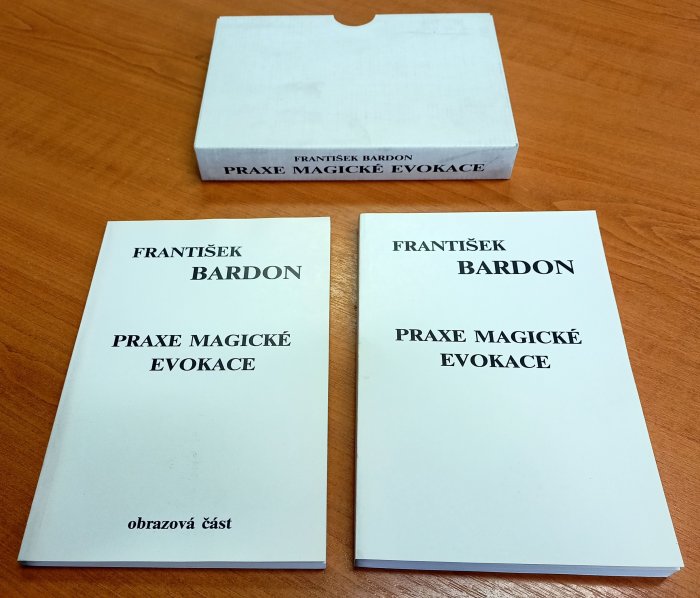 FRANTIŠEK BARDON
PRAXE MAGICKÉ EVOKACE
FRANTIŠEK
BARDON
PRAXE MAGICKÉ
EVOKACE
obrazová část
FRANTIŠEK
BARDON
PRAXE MAGICKÉ
EVOKACE